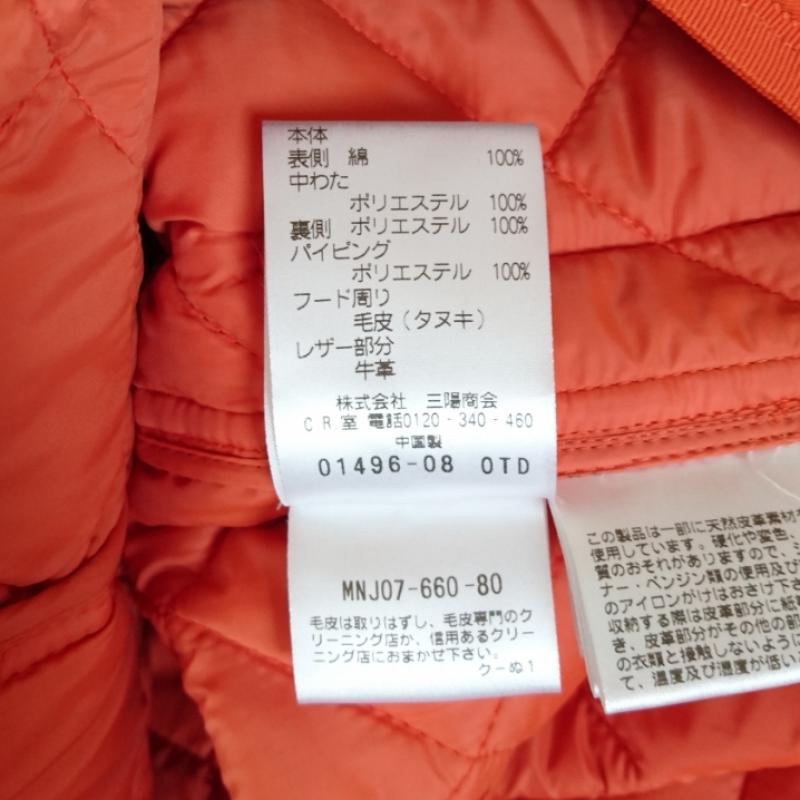 本体
表側 綿 100%
中わた
ポリエステル 100%
裏側 ポリエステル 100%
パイピング
ポリエステル 100%
フード周り
毛皮(タヌキ)
レザー部分
牛革
株式会社 三陽商会
C.R.室 電話0120-340-460
中国製
01496-08 OTD
MNJ07-660-80
毛皮は取りはずし、毛皮専門のク
リーニング店か、信用あるクリー
ニング店におまかせ下さい。
クーぬ1
この製品は一部に天然皮革素材
使用しています。硬化や変色、
質のおそれがありますので、シ
ナー・ベンジン類の使用及び
のアイロンがけはおさけ下さ
収納する際は皮革部分に紙
き、皮革部分がその他の部
の衣類と接触しないように
て、温度及び湿度が低い